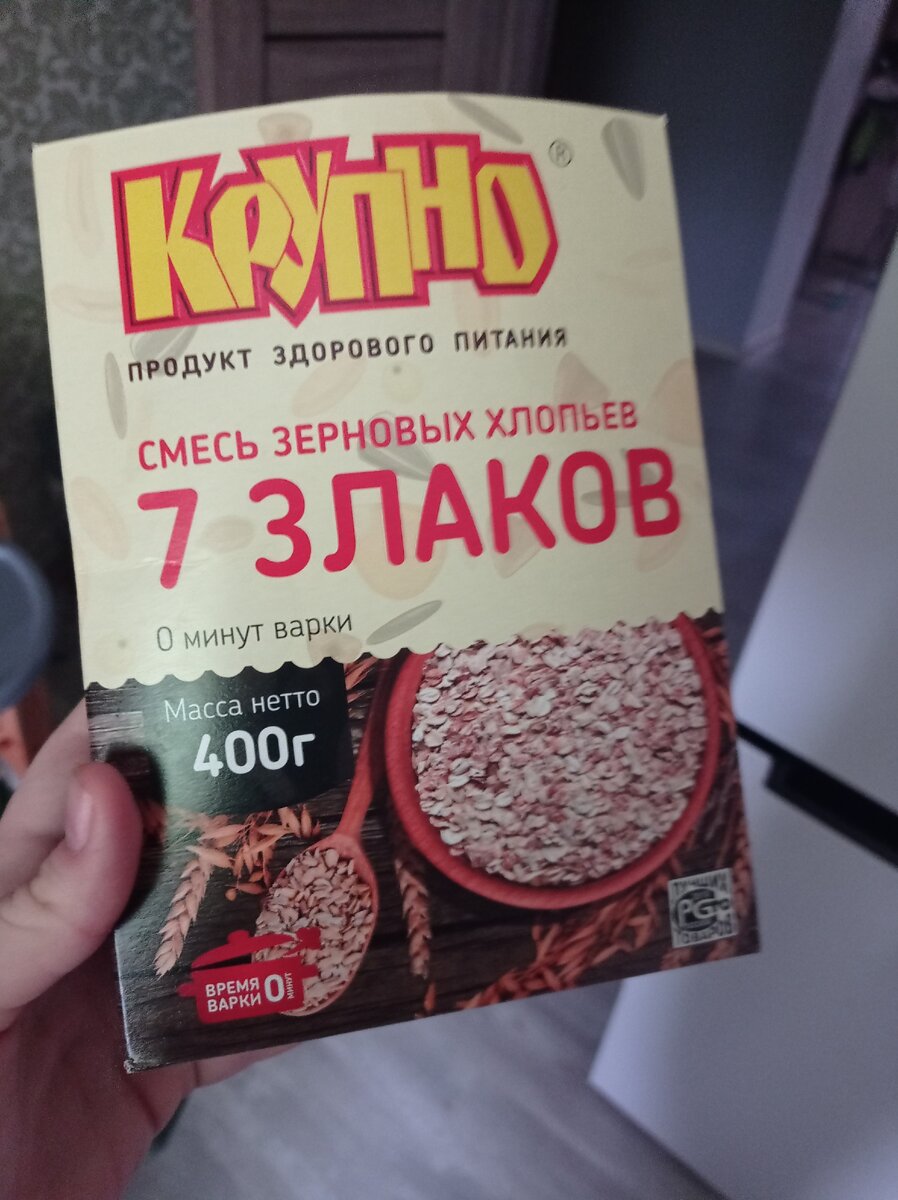 КРУПНО ®
ПРОДУКТ ЗДОРОВОГО ПИТАНИЯ
СМЕСЬ ЗЕРНОВЫХ ХЛОПЬЕВ
7 ЗЛАКОВ
0 минут варки
Масса нетто
400г
PG
ВРЕМЯ
ВАРКИ 0 МИНУТ